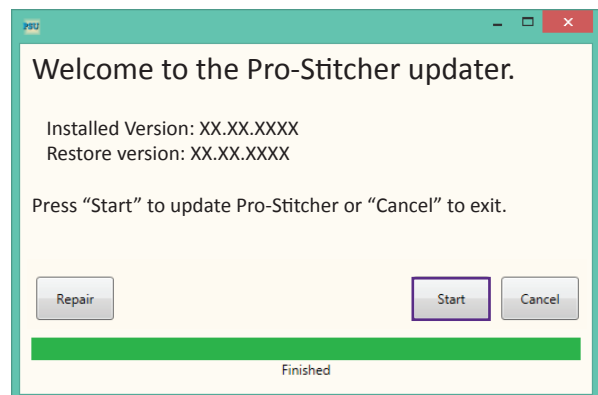 PSU
Welcome to the Pro-Stitcher updater.
Installed Version: XX.XX.XXXX
Restore version: XX.XX.XXXX
Press “Start” to update Pro-Stitcher or “Cancel” to exit.
Repair
Start
Cancel
Finished